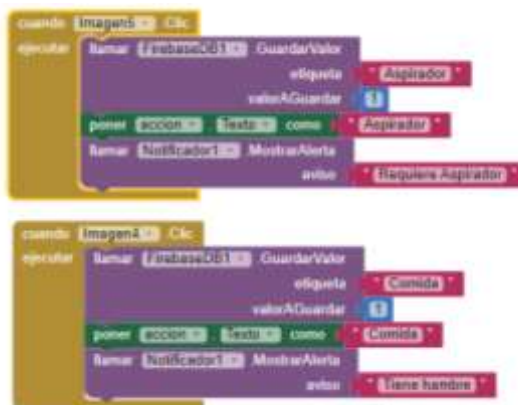 cuando Imagen5 .Clic
ejecutar llamar FirebaseDB1 .GuardarValor
etiqueta " Aspirador "
valorAGuardar 1
poner accion . Texto como " Aspirador "
llamar Notificador1 .MostrarAlerta
aviso " Requiere Aspirador "
cuando Imagen4 .Clic
ejecutar llamar FirebaseDB1 .GuardarValor
etiqueta " Comida "
valorAGuardar 1
poner accion . Texto como " Comida "
llamar Notificador1 .MostrarAlerta
aviso " Tiene hambre "